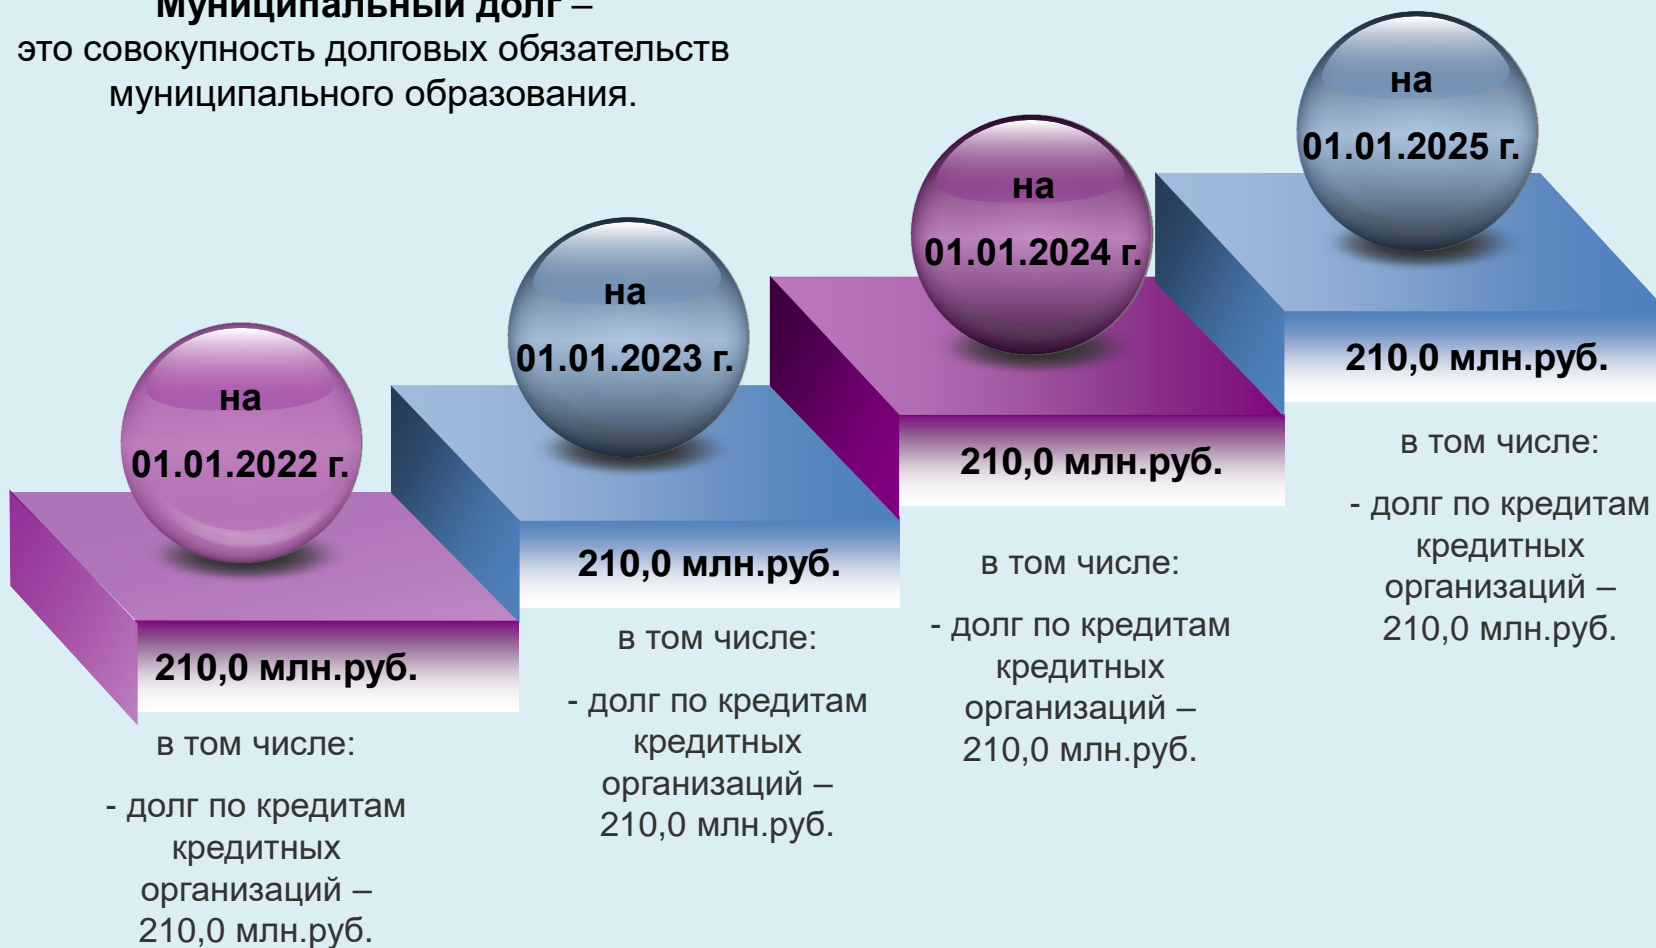 Муниципальный долг –
это совокупность долговых обязательств
муниципального образования.
на
01.01.2022 г.
210,0 млн.руб.
в том числе:
- долг по кредитам
кредитных
организаций –
210,0 млн.руб.
на
01.01.2023 г.
210,0 млн.руб.
в том числе:
- долг по кредитам
кредитных
организаций –
210,0 млн.руб.
на
01.01.2024 г.
210,0 млн.руб.
в том числе:
- долг по кредитам
кредитных
организаций –
210,0 млн.руб.
на
01.01.2025 г.
210,0 млн.руб.
в том числе:
- долг по кредитам
кредитных
организаций –
210,0 млн.руб.